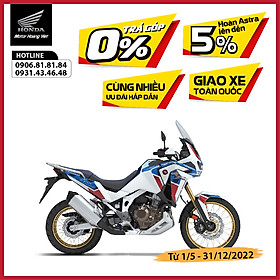 HONDA
Motor Hoàng Việt
HOTLINE
0906.81.81.84
0931.43.46.48
TRẢ GÓP
0%
Hoàn Astra
lên đến
5%
CÙNG NHIỀU
ƯU ĐÃI HẤP DẪN
GIAO XE
TOÀN QUỐC
Từ 1/5 - 31/12/2022